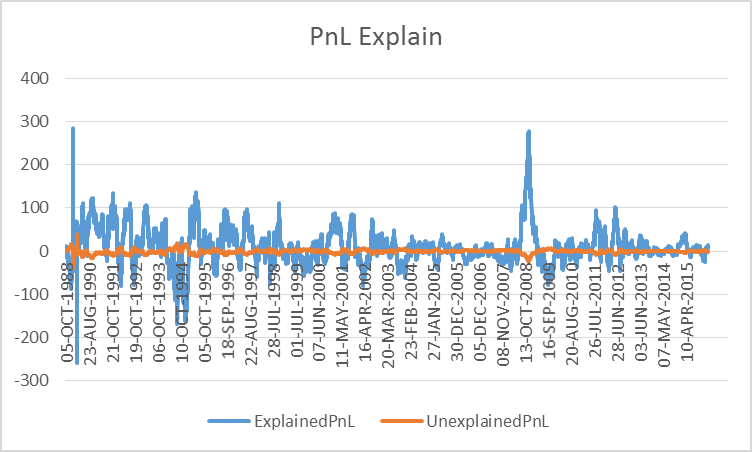 PnL Explain
400
300
200
100
0
-100
-200
-300
05-OCT-1988
23-AUG-1990
21-OCT-1991
19-OCT-1992
06-OCT-1993
10-OCT-1994
05-OCT-1995
18-SEP-1996
22-AUG-1997
28-JUL-1998
01-JUL-1999
07-JUN-2000
11-MAY-2001
16-APR-2002
20-MAR-2003
23-FEB-2004
27-JAN-2005
30-DEC-2005
05-DEC-2006
08-NOV-2007
13-OCT-2008
16-SEP-2009
20-AUG-2010
26-JUL-2011
28-JUN-2012
03-JUN-2013
07-MAY-2014
10-APR-2015
ExplainedPnL UnexplainedPnL